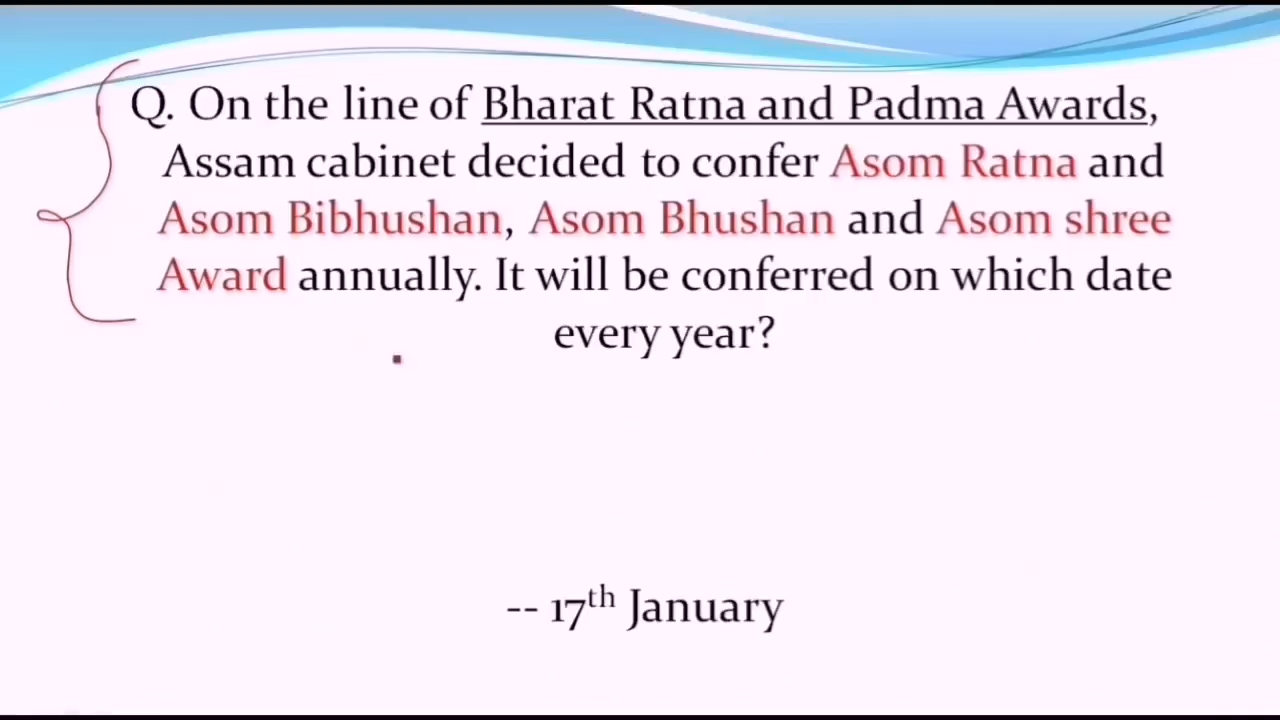 Q. On the line of Bharat Ratna and Padma Awards,
Assam cabinet decided to confer Asom Ratna and
Asom Bibhushan, Asom Bhushan and Asom shree
Award annually. It will be conferred on which date
every year?
-- 17th January